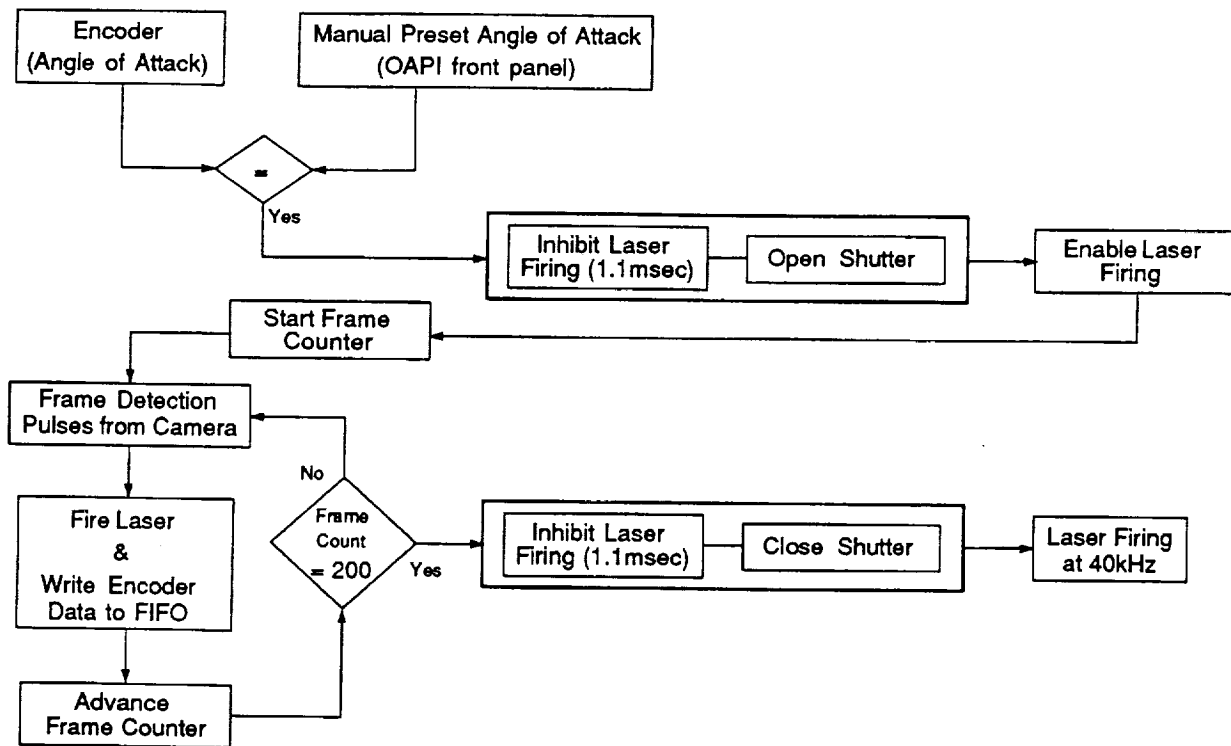 Encoder
(Angle of Attack)
Manual Preset Angle of Attack
(OAPI front panel)
=
Yes
Inhibit Laser
Firing (1.1msec)
Open Shutter
Enable Laser
Firing
Start Frame
Counter
Frame Detection
Pulses from Camera
No
Fire Laser
&
Write Encoder
Data to FIFO
Frame
Count
= 200
Yes
Inhibit Laser
Firing (1.1msec)
Close Shutter
Laser Firing
at 40kHz
Advance
Frame Counter